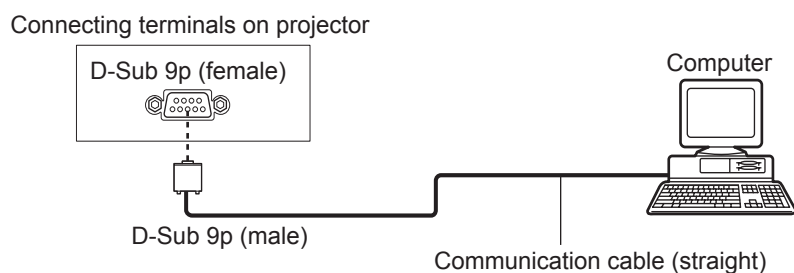 Connecting terminals on projector
D-Sub 9p (female)
Computer
D-Sub 9p (male)
Communication cable (straight)